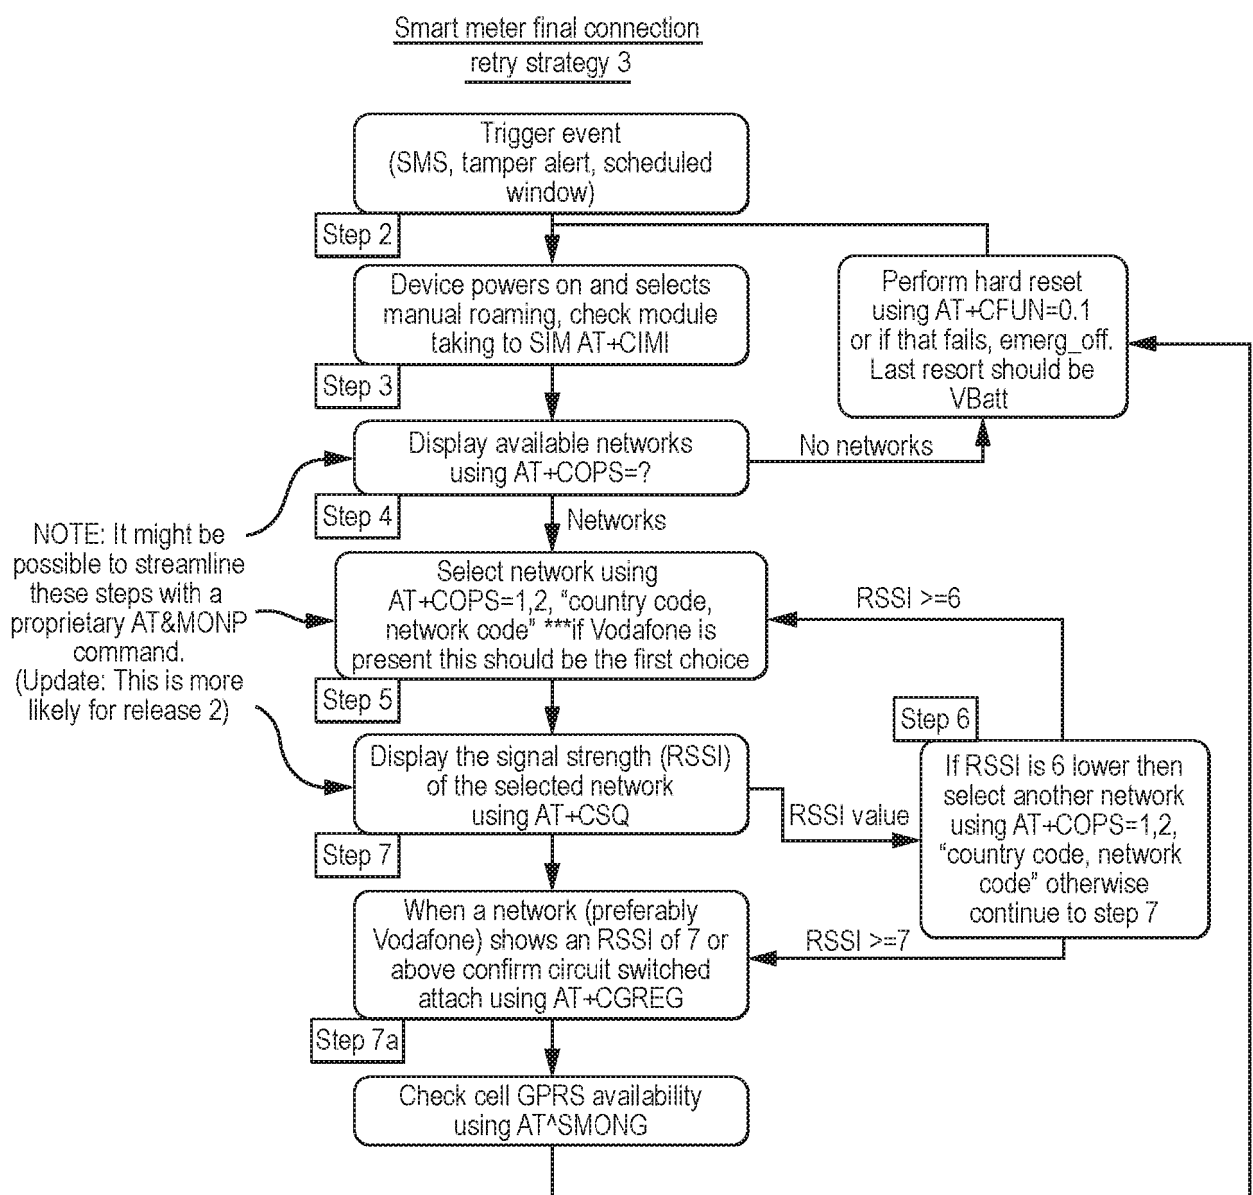 Smart meter final connection
retry strategy 3
Trigger event
(SMS, tamper alert, scheduled
window)
Step 2
Device powers on and selects
manual roaming, check module
taking to SIM AT+CIMI
Perform hard reset
using AT+CFUN=0.1
or if that fails, emerg_off.
Last resort should be
VBatt
Step 3
Display available networks
using AT+COPS=?
No networks
Step 4
Networks
NOTE: It might be
possible to streamline
these steps with a
proprietary AT&MONP
command.
(Update: This is more
likely for release 2)
Select network using
AT+COPS=1,2, “country code,
network code” ***if Vodafone is
present this should be the first choice
RSSI >=6
Step 5
Step 6
Display the signal strength (RSSI)
of the selected network
using AT+CSQ
RSSI value
If RSSI is 6 lower then
select another network
using AT+COPS=1,2,
“country code, network
code” otherwise
continue to step 7
Step 7
When a network (preferably
Vodafone) shows an RSSI of 7 or
above confirm circuit switched
attach using AT+CGREG
RSSI >=7
Step 7a
Check cell GPRS availability
using AT^SMONG